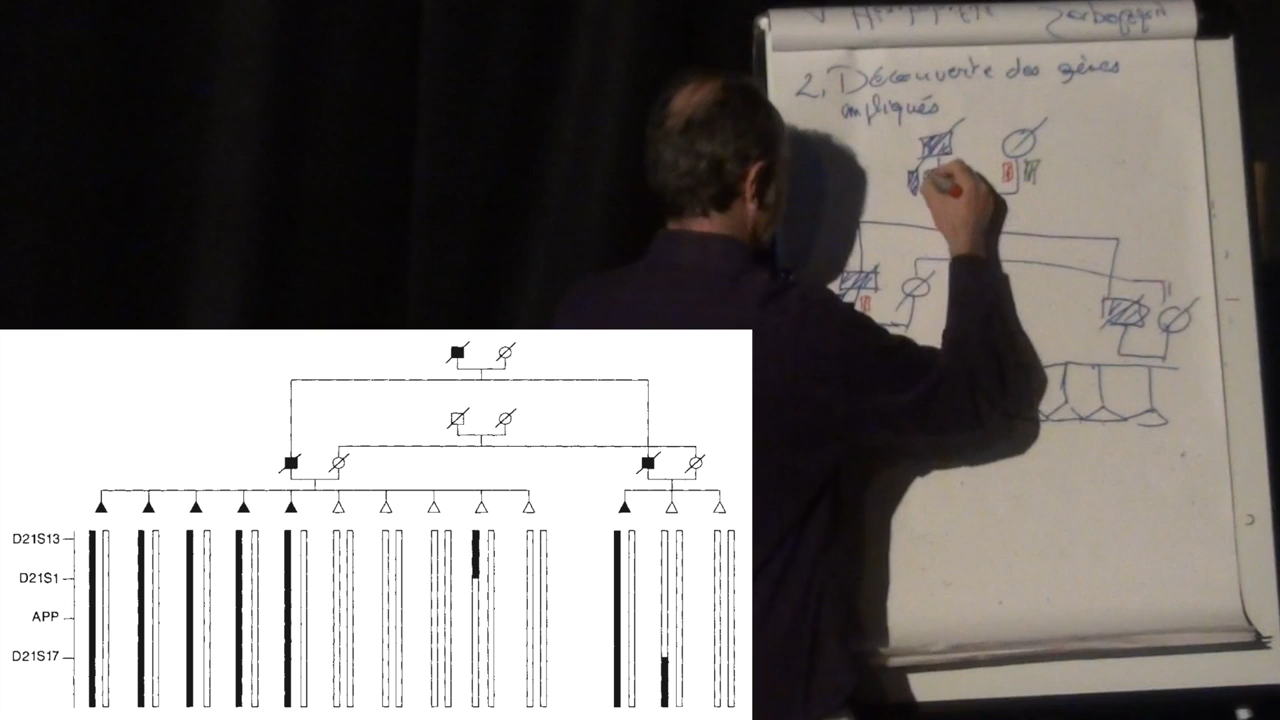 2. Découverte des gènes
impliqués
D21S13
D21S1
APP
D21S17